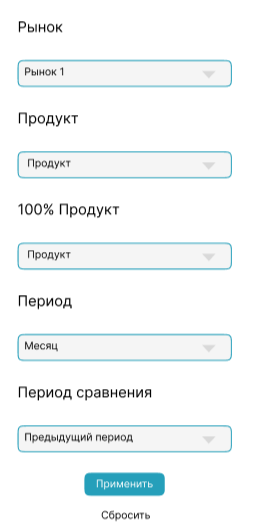 Рынок
Рынок 1
Продукт
Продукт
100% Продукт
Продукт
Период
Месяц
Период сравнения
Предыдущий период
Применить
Сбросить